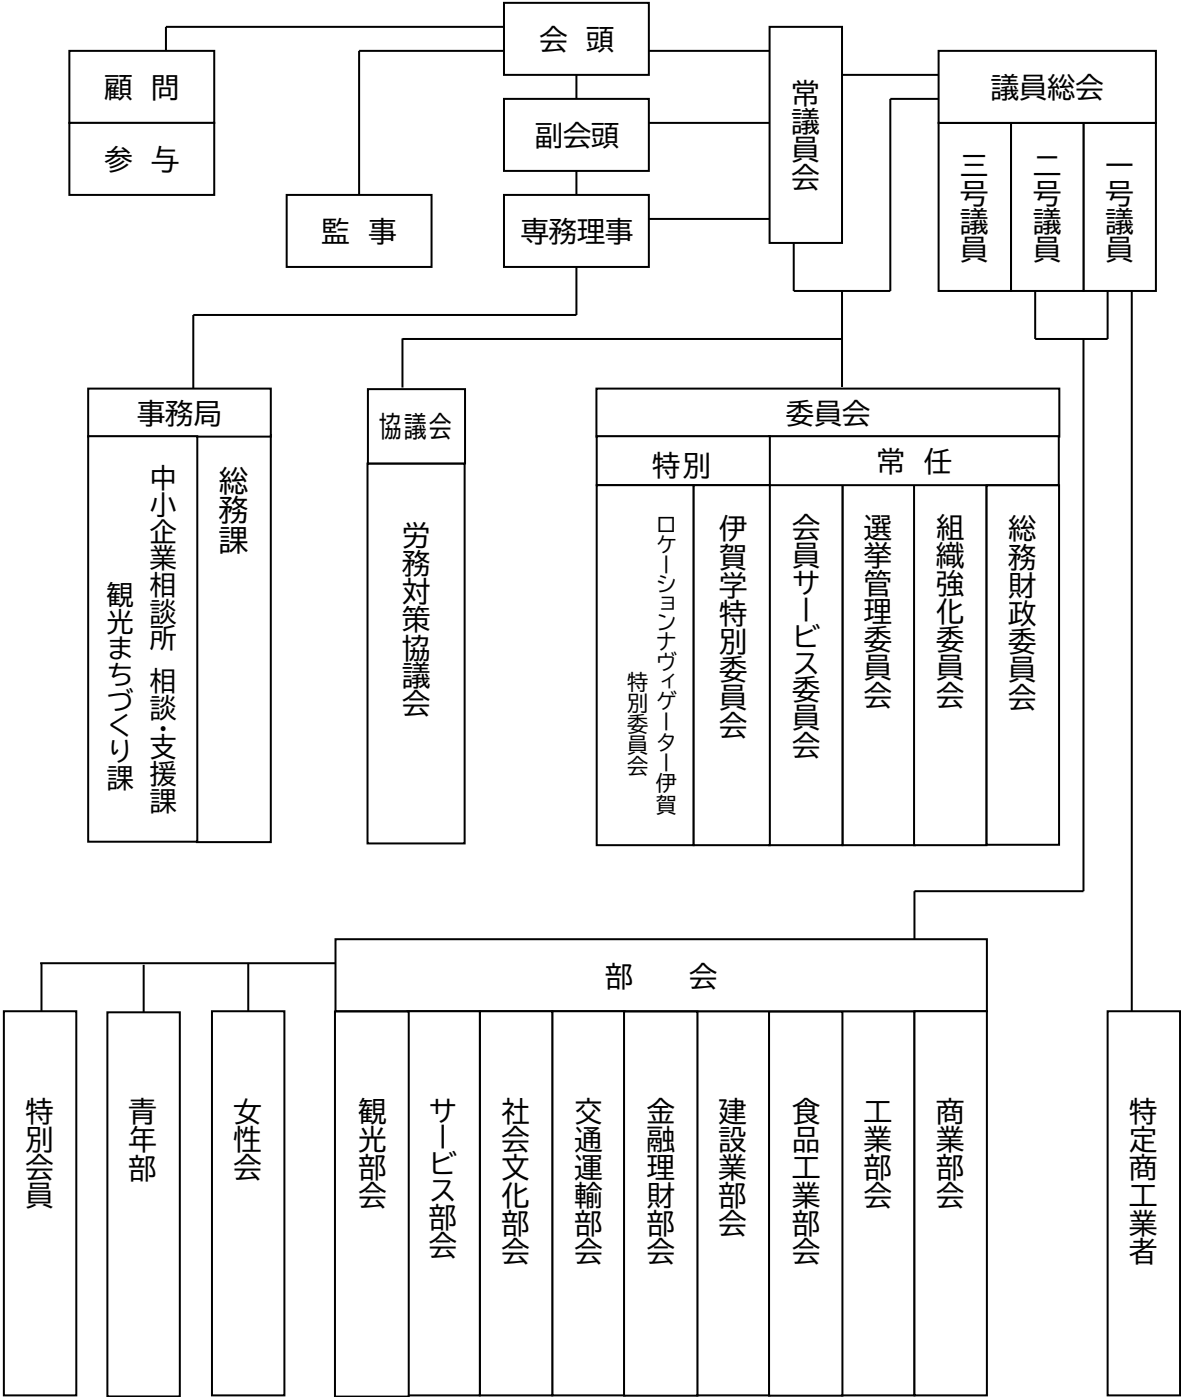 会 頭
副会頭
専務理事
顧 問
参 与
監 事
常議員会
議員総会
一号議員
二号議員
三号議員
事務局
総務課
中小企業相談所 相談・支援課
観光まちづくり課
協議会
労務対策協議会
委員会
特別
常 任
総務財政委員会
組織強化委員会
選挙管理委員会
会員サービス委員会
伊賀学特別委員会
ロケーションナヴィゲーター伊賀
特別委員会
部 会
商業部会
工業部会
食品工業部会
建設業部会
金融理財部会
交通運輸部会
社会文化部会
サービス部会
観光部会
女性会
青年部
特別会員
特定商工業者